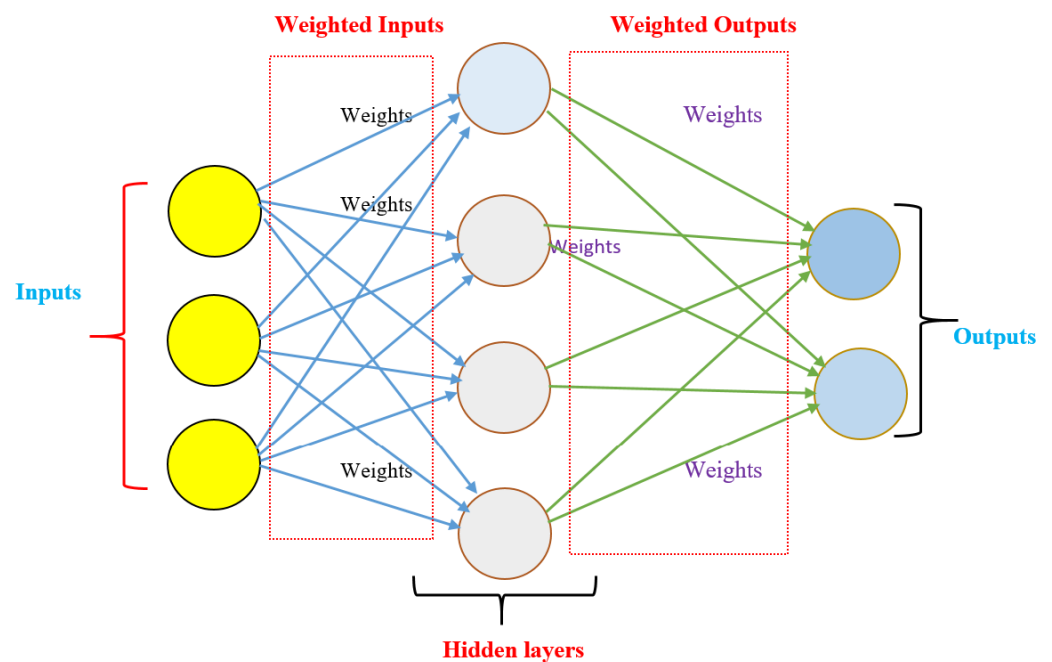 Weighted Inputs
Weighted Outputs
Weights
Weights
Weights
Weights
Inputs
Outputs
Weights
Weights
Hidden layers